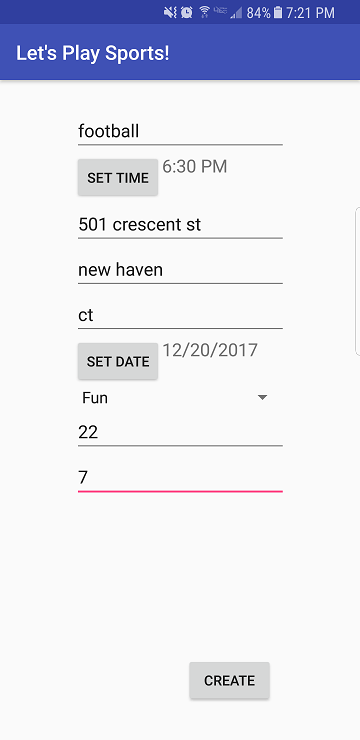 84% 7:21 PM
Let's Play Sports!
football
SET TIME 6:30 PM
501 crescent st
new haven
ct
SET DATE 12/20/2017
Fun
22
7
CREATE